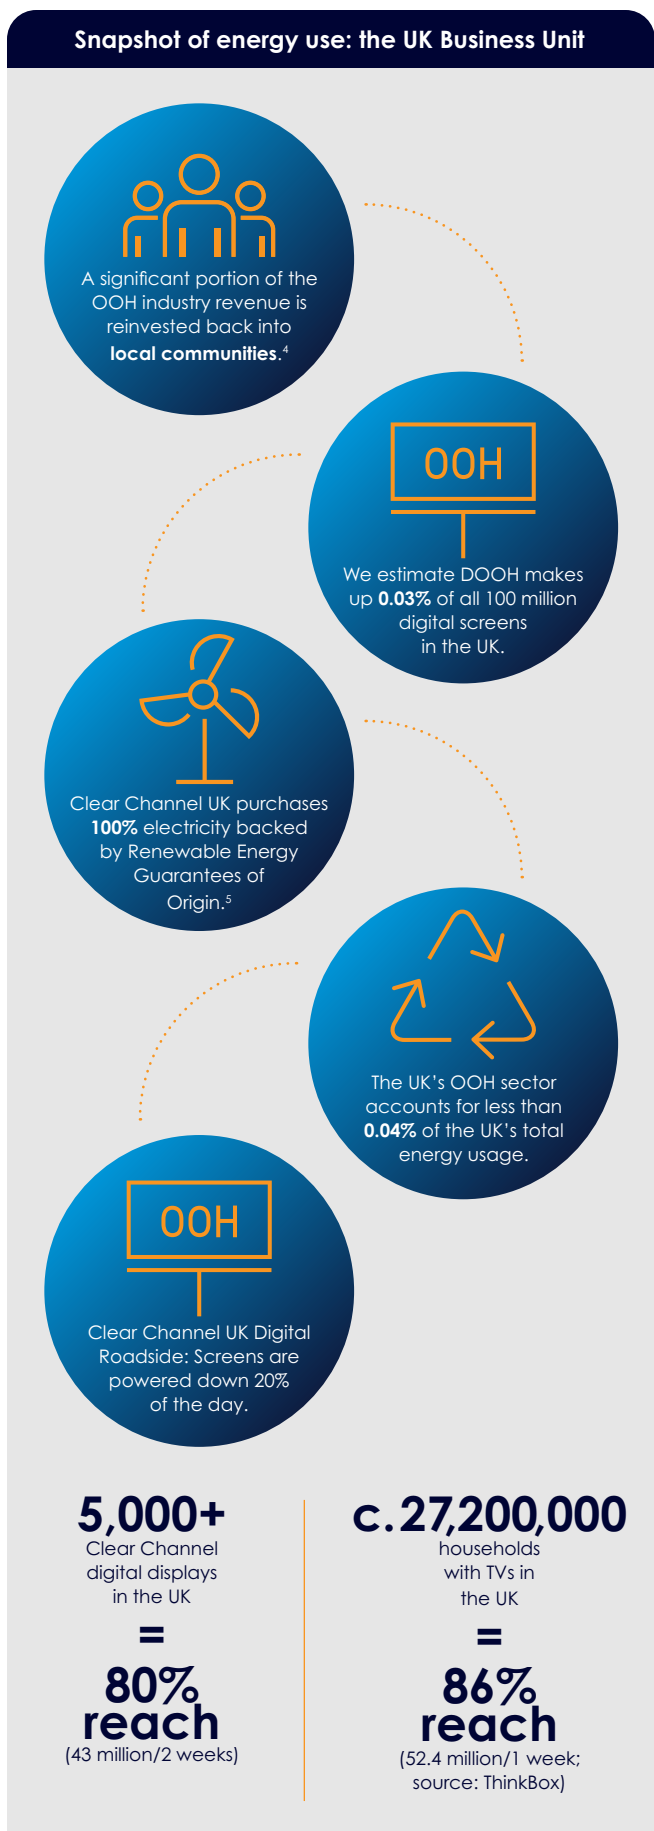 Snapshot of energy use: the UK Business Unit
A significant portion of the
OOH industry revenue is
reinvested back into
local communities.⁴
OOH
We estimate DOOH makes
up 0.03% of all 100 million
digital screens
in the UK.
Clear Channel UK purchases
100% electricity backed
by Renewable Energy
Guarantees of
Origin.⁵
The UK’s OOH sector
accounts for less than
0.04% of the UK’s total
energy usage.
OOH
Clear Channel UK Digital
Roadside: Screens are
powered down 20%
of the day.
5,000+
Clear Channel
digital displays
in the UK
=
80%
reach
(43 million/2 weeks)
c.27,200,000
households
with TVs in
the UK
=
86%
reach
(52.4 million/1 week;
source: ThinkBox)